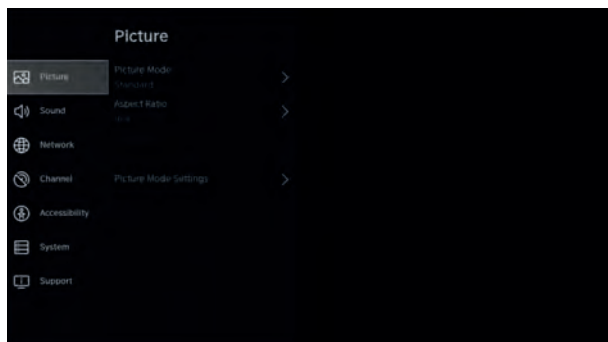 Picture
Picture
Picture Mode
Standard
Sound
Aspect Ratio
Network
Channel
Picture Mode Settings
Accessibility
System
Support